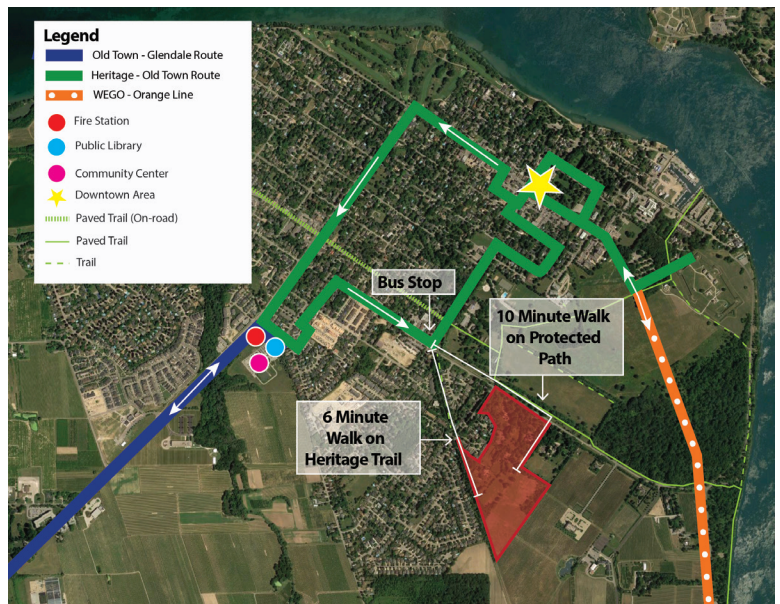 Legend
Old Town - Glendale Route
Heritage - Old Town Route
WEGO - Orange Line
Fire Station
Public Library
Community Center
Downtown Area
Paved Trail (On-road)
Paved Trail
Trail
Bus Stop
10 Minute Walk
on Protected
Path
6 Minute
Walk on
Heritage Trail